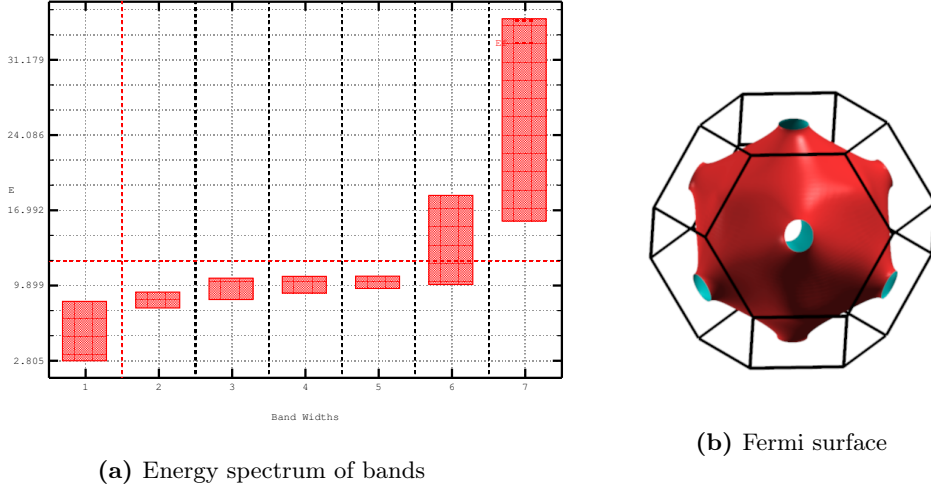 31.179
24.086
E
16.992
9.899
2.805
1 2 3 4 5 6 7
Band Widths
(a) Energy spectrum of bands
(b) Fermi surface